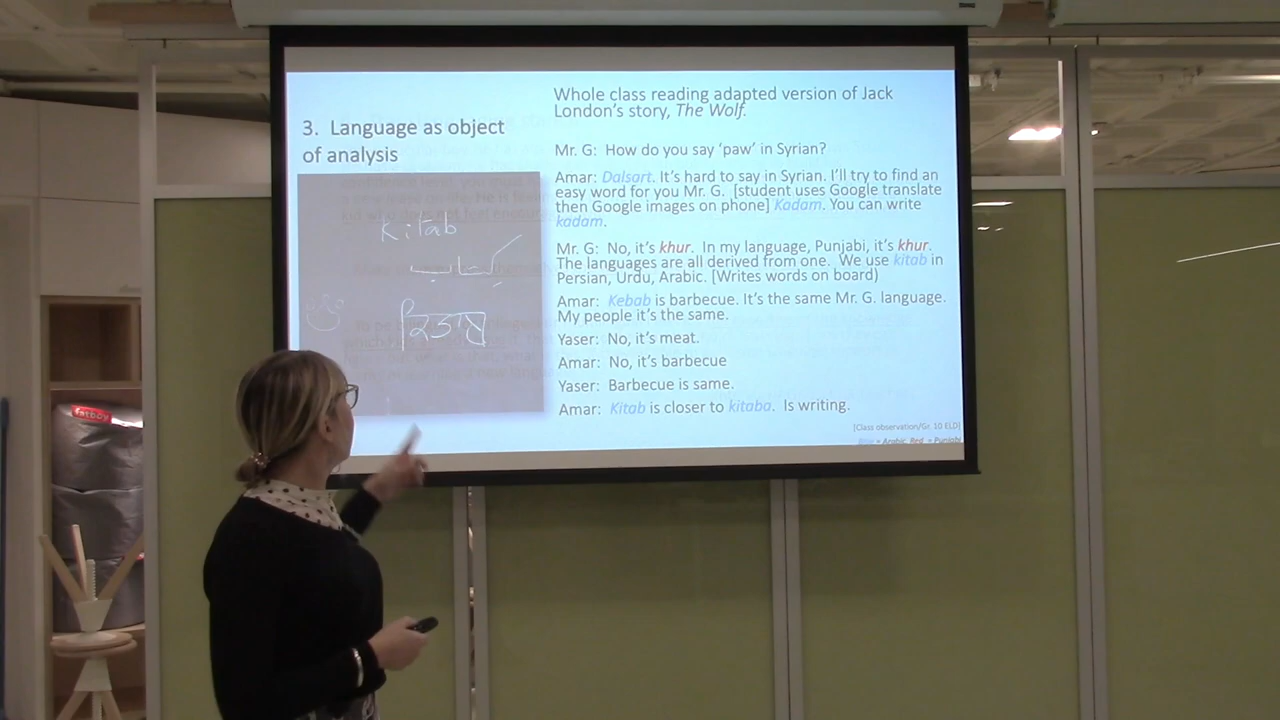 3. Language as object
of analysis
Kitab
کتاب
Whole class reading adapted version of Jack
London's story, The Wolf.
Mr. G: How do you say 'paw' in Syrian?
Amar: Dalsart. It's hard to say in Syrian. I'll try to find an
easy word for you Mr. G. [student uses Google translate
then Google images on phone] Kadam. You can write
kadam.
Mr. G: No, it's khur. In my language, Punjabi, it's khur.
The languages are all derived from one. We use kitab in
Persian, Urdu, Arabic. [Writes words on board)
Amar: Kebab is barbecue. It's the same Mr. G. language.
My people it's the same.
Yaser: No, it's meat.
Amar: No, it's barbecue
Yaser: Barbecue is same.
Amar: Kitab is closer to kitaba. Is writing.
[Class observation/Gr. 10 ELD]
Blue = Arabic, Red = Punjabi
fatboy